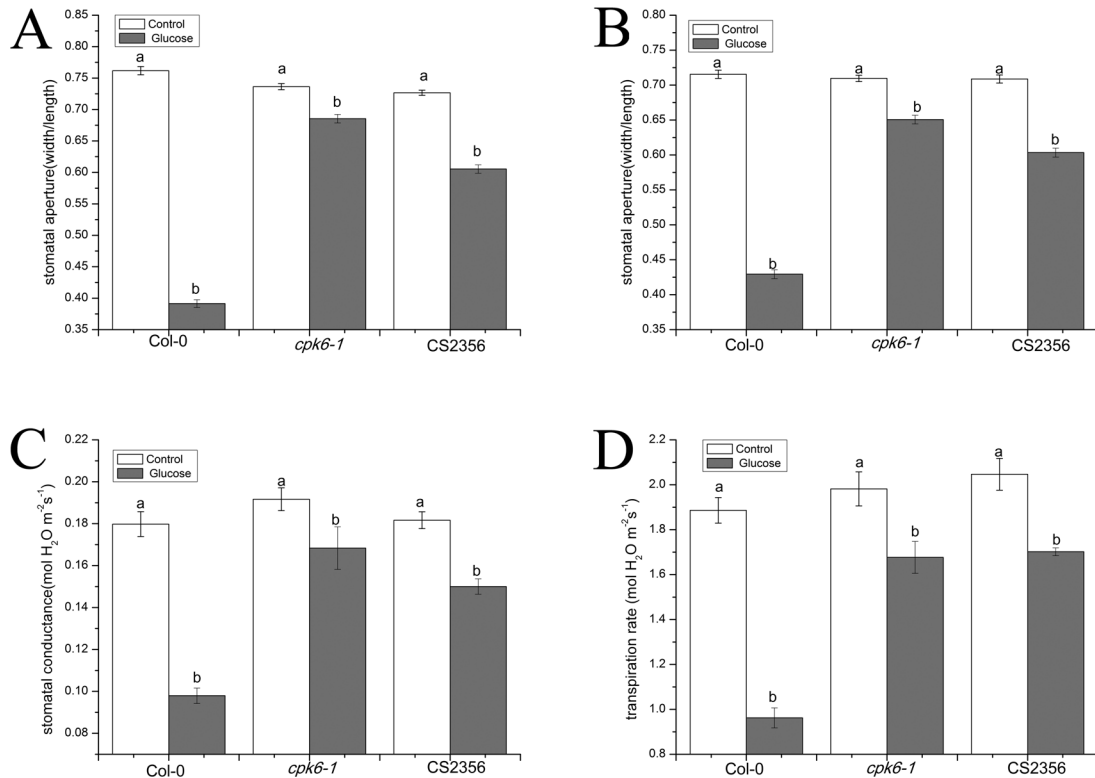 A
Control
Glucose
stomatal aperture(width/length)
0.85
0.80
0.75
0.70
0.65
0.60
0.55
0.50
0.45
0.40
0.35
a
b
a
b
a
b
Col-0
cpk6-1
CS2356
B
Control
Glucose
stomatal aperture(width/length)
0.80
0.75
0.70
0.65
0.60
0.55
0.50
0.45
0.40
0.35
a
b
a
b
a
b
Col-0
cpk6-1
CS2356
C
Control
Glucose
stomatal conductance(mol H₂O m⁻²s⁻¹)
0.22
0.20
0.18
0.16
0.14
0.12
0.10
0.08
a
b
a
b
a
b
Col-0
cpk6-1
CS2356
D
Control
Glucose
transpiration rate (mol H₂O m⁻²s⁻¹)
2.2
2.0
1.8
1.6
1.4
1.2
1.0
0.8
a
b
a
b
a
b
Col-0
cpk6-1
CS2356